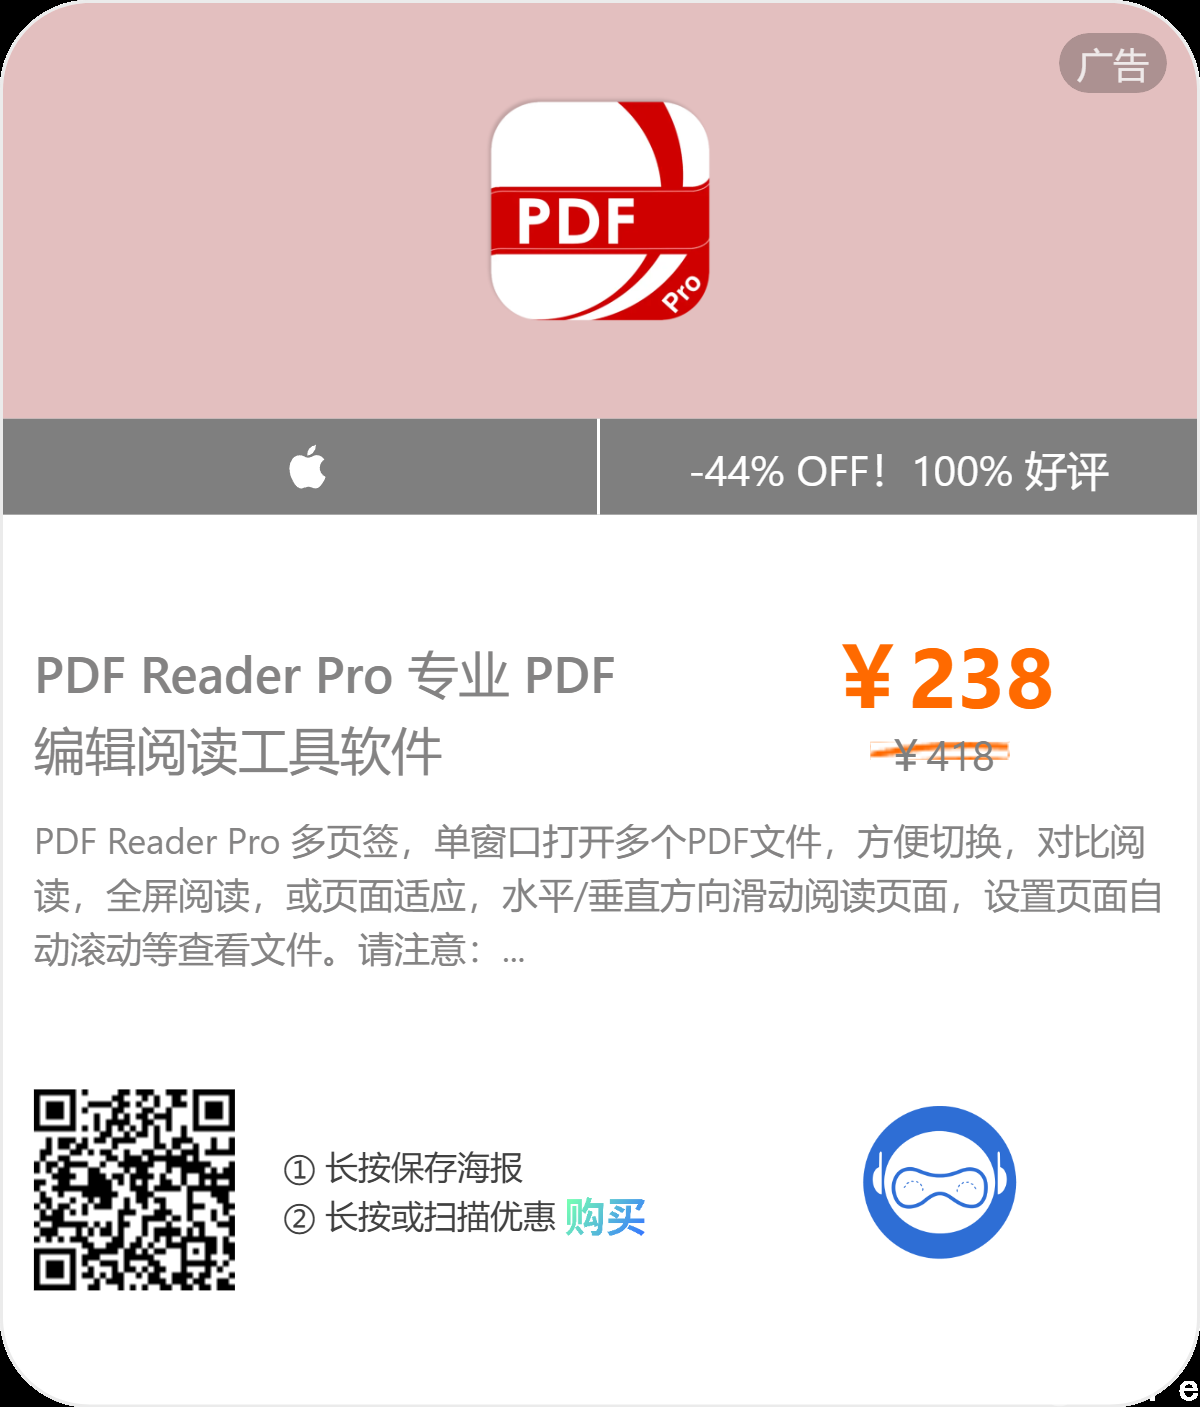 广告
PDF
Pro
-44% OFF！100% 好评
PDF Reader Pro 专业 PDF
编辑阅读工具软件
￥238
￥418
PDF Reader Pro 多页签，单窗口打开多个PDF文件，方便切换，对比阅
读，全屏阅读，或页面适应，水平/垂直方向滑动阅读页面，设置页面自
动滚动等查看文件。请注意：...
① 长按保存海报
② 长按或扫描优惠 购买